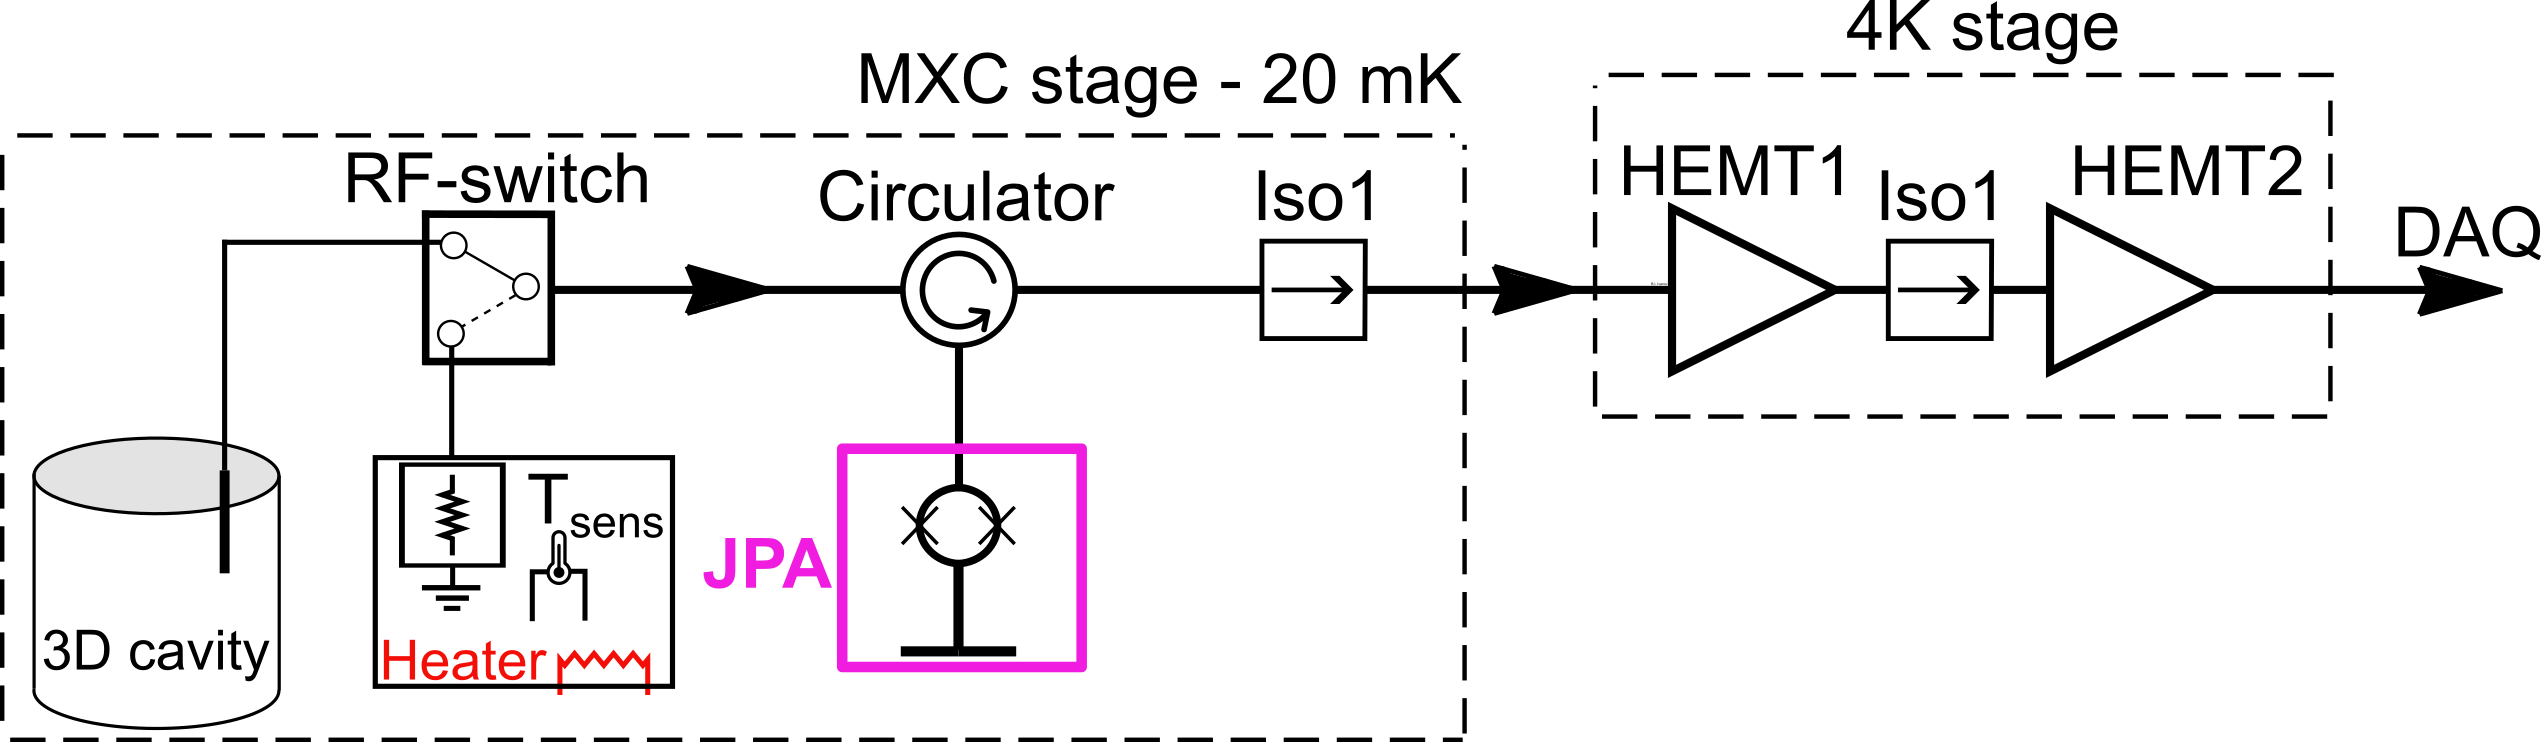 4K stage
MXC stage - 20 mK
RF-switch
Circulator
Iso1
HEMT1
Iso1
HEMT2
DAQ
T sens
JPA
3D cavity
Heater